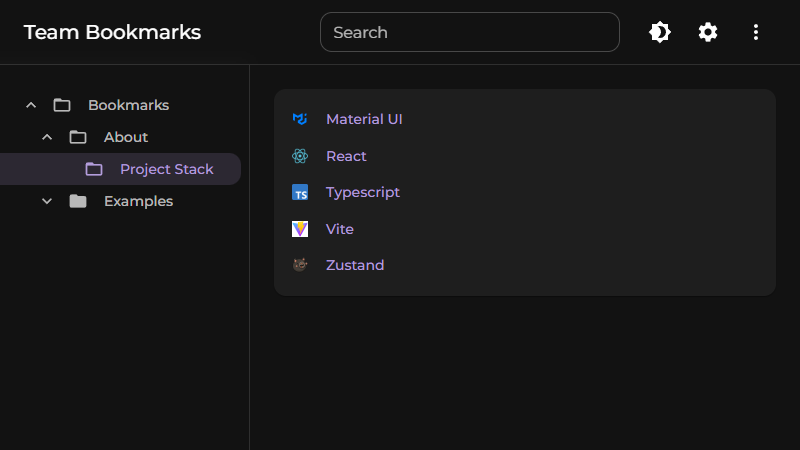 Team Bookmarks
Search
Bookmarks
About
Project Stack
Examples
Material UI
React
TS
Typescript
Vite
Zustand